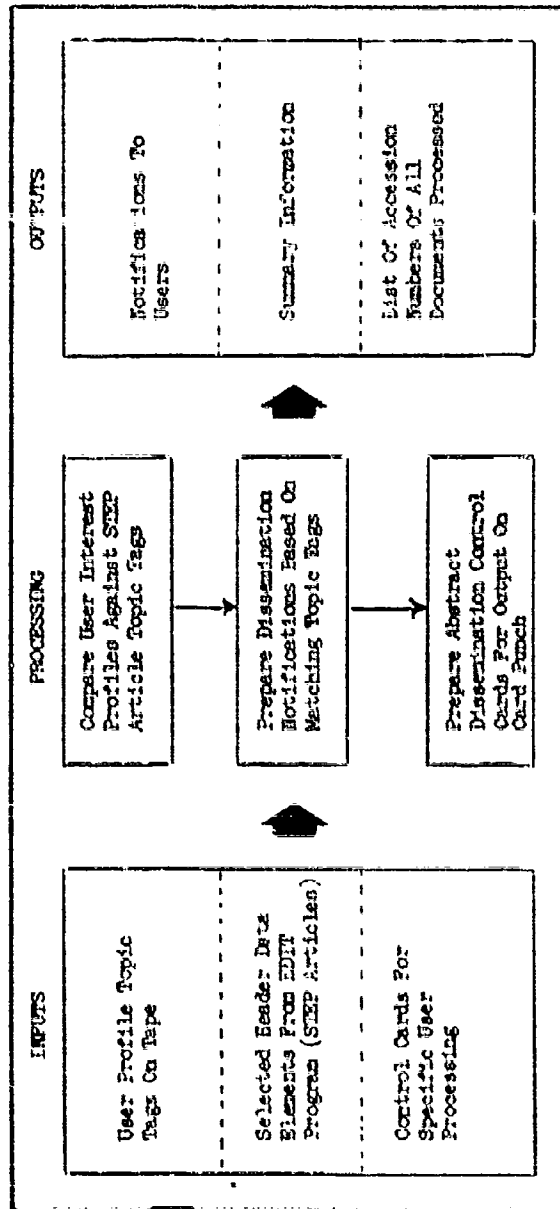 INPUTS
User Profile Topic
Tags On Tape
Selected Header Data
Elements From EDIT
Program (STEP Articles)
Control Cards For
Specific User
Processing
PROCESSING
Compare User Interest
Profiles Against STEP
Article Topic Tags
Prepare Dissemination
Notifications Based On
Matching Topic Tags
Prepare Abstract
Dissemination Control
Cards For Output On
Card Punch
OUTPUTS
Notifications To
Users
Summary Information
List Of Accession
Numbers Of All
Documents Processed